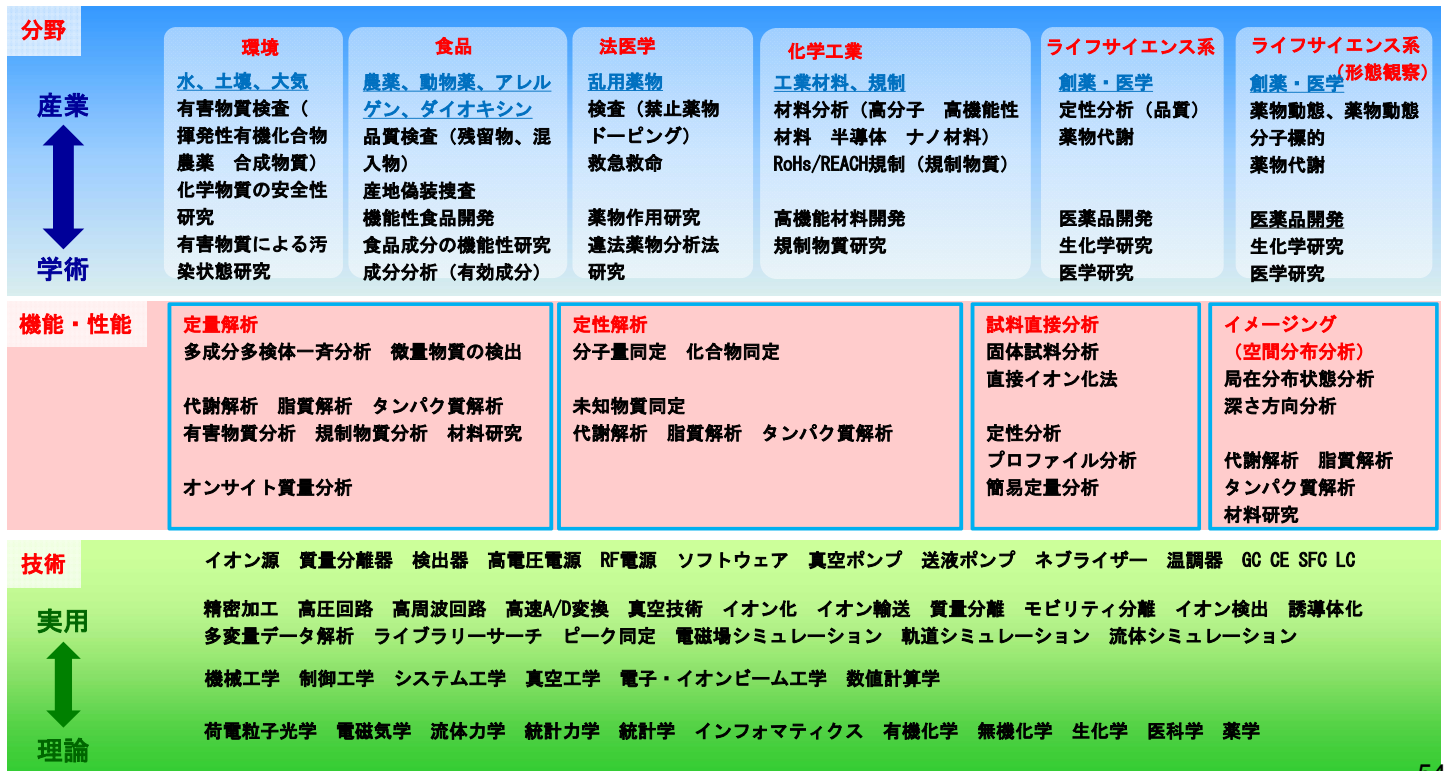 分野
産業
学術
環境
水、土壌、大気
有害物質検査（
揮発性有機化合物
農薬　合成物質）
化学物質の安全性
研究
有害物質による汚
染状態研究
食品
農薬、動物薬、アレル
ゲン、ダイオキシン
品質検査（残留物、混
入物）
産地偽装捜査
機能性食品開発
食品成分の機能性研究
成分分析（有効成分）
法医学
乱用薬物
検査（禁止薬物
ドーピング）
救急救命
薬物作用研究
違法薬物分析法
研究
化学工業
工業材料、規制
材料分析（高分子　高機能性
材料　半導体　ナノ材料）
RoHs/REACH規制（規制物質）
高機能材料開発
規制物質研究
ライフサイエンス系
創薬・医学
定性分析（品質）
薬物代謝
医薬品開発
生化学研究
医学研究
ライフサイエンス系
（形態観察）
創薬・医学
薬物動態、薬物動態
分子標的
薬物代謝
医薬品開発
生化学研究
医学研究
機能・性能
定量解析
多成分多検体一斉分析　微量物質の検出
代謝解析　脂質解析　タンパク質解析
有害物質分析　規制物質分析　材料研究
オンサイト質量分析
定性解析
分子量同定　化合物同定
未知物質同定
代謝解析　脂質解析　タンパク質解析
試料直接分析
固体試料分析
直接イオン化法
定性分析
プロファイル分析
簡易定量分析
イメージング
（空間分布分析）
局在分布状態分析
深さ方向分析
代謝解析　脂質解析
タンパク質解析
材料研究
技術
実用
理論
イオン源　質量分離器　検出器　高電圧電源　RF電源　ソフトウェア　真空ポンプ　送液ポンプ　ネブライザー　温調器　GC CE SFC LC
精密加工　高圧回路　高周波回路　高速A/D変換　真空技術　イオン化　イオン輸送　質量分離　モビリティ分離　イオン検出　誘導体化
多変量データ解析　ライブラリーサーチ　ピーク同定　電磁場シミュレーション　軌道シミュレーション　流体シミュレーション
機械工学　制御工学　システム工学　真空工学　電子・イオンビーム工学　数値計算学
荷電粒子光学　電磁気学　流体力学　統計力学　統計学　インフォマティクス　有機化学　無機化学　生化学　医科学　薬学